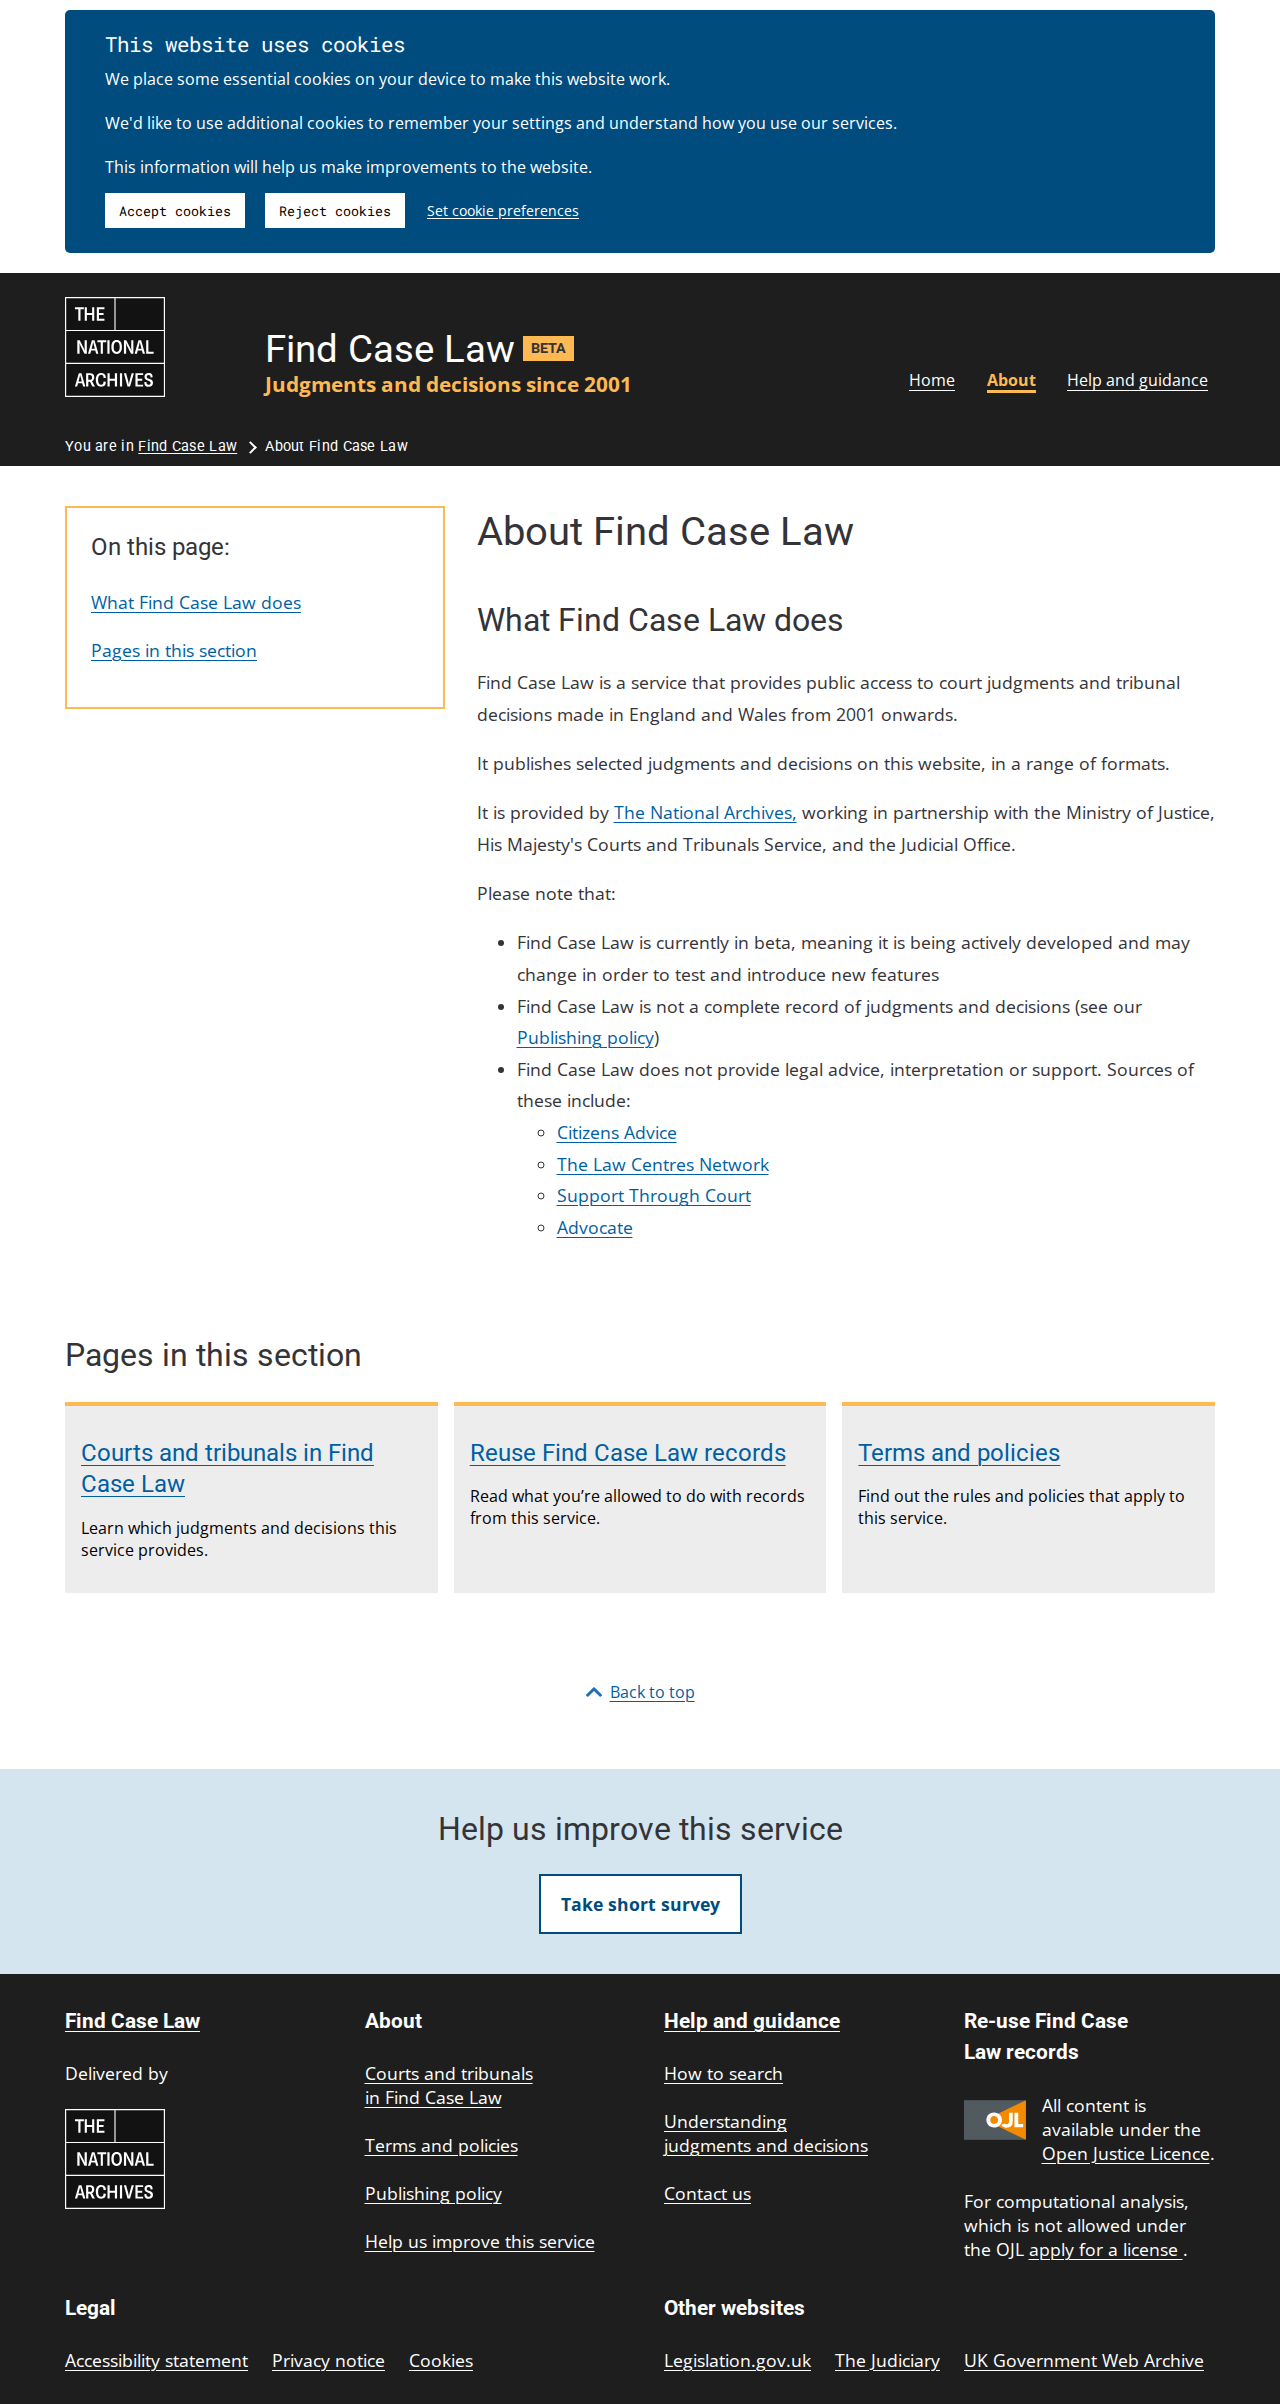 This website uses cookies
We place some essential cookies on your device to make this website work.
We'd like to use additional cookies to remember your settings and understand how you use our services.
This information will help us make improvements to the website.
Accept cookies Reject cookies Set cookie preferences
THE
NATIONAL
ARCHIVES
Find Case Law BETA
Judgments and decisions since 2001
Home About Help and guidance
You are in Find Case Law About Find Case Law
On this page:
What Find Case Law does
Pages in this section
About Find Case Law
What Find Case Law does
Find Case Law is a service that provides public access to court judgments and tribunal
decisions made in England and Wales from 2001 onwards.
It publishes selected judgments and decisions on this website, in a range of formats.
It is provided by The National Archives, working in partnership with the Ministry of Justice,
His Majesty's Courts and Tribunals Service, and the Judicial Office.
Please note that:
Find Case Law is currently in beta, meaning it is being actively developed and may
change in order to test and introduce new features
Find Case Law is not a complete record of judgments and decisions (see our
Publishing policy)
Find Case Law does not provide legal advice, interpretation or support. Sources of
these include:
Citizens Advice
The Law Centres Network
Support Through Court
Advocate
Pages in this section
Courts and tribunals in Find
Case Law
Learn which judgments and decisions this
service provides.
Reuse Find Case Law records
Read what you’re allowed to do with records
from this service.
Terms and policies
Find out the rules and policies that apply to
this service.
Back to top
Help us improve this service
Take short survey
Find Case Law
Delivered by
THE
NATIONAL
ARCHIVES
About
Courts and tribunals
in Find Case Law
Terms and policies
Publishing policy
Help us improve this service
Help and guidance
How to search
Understanding
judgments and decisions
Contact us
Re-use Find Case
Law records
OJL
All content is
available under the
Open Justice Licence.
For computational analysis,
which is not allowed under
the OJL apply for a license .
Legal
Accessibility statement Privacy notice Cookies
Other websites
Legislation.gov.uk The Judiciary UK Government Web Archive